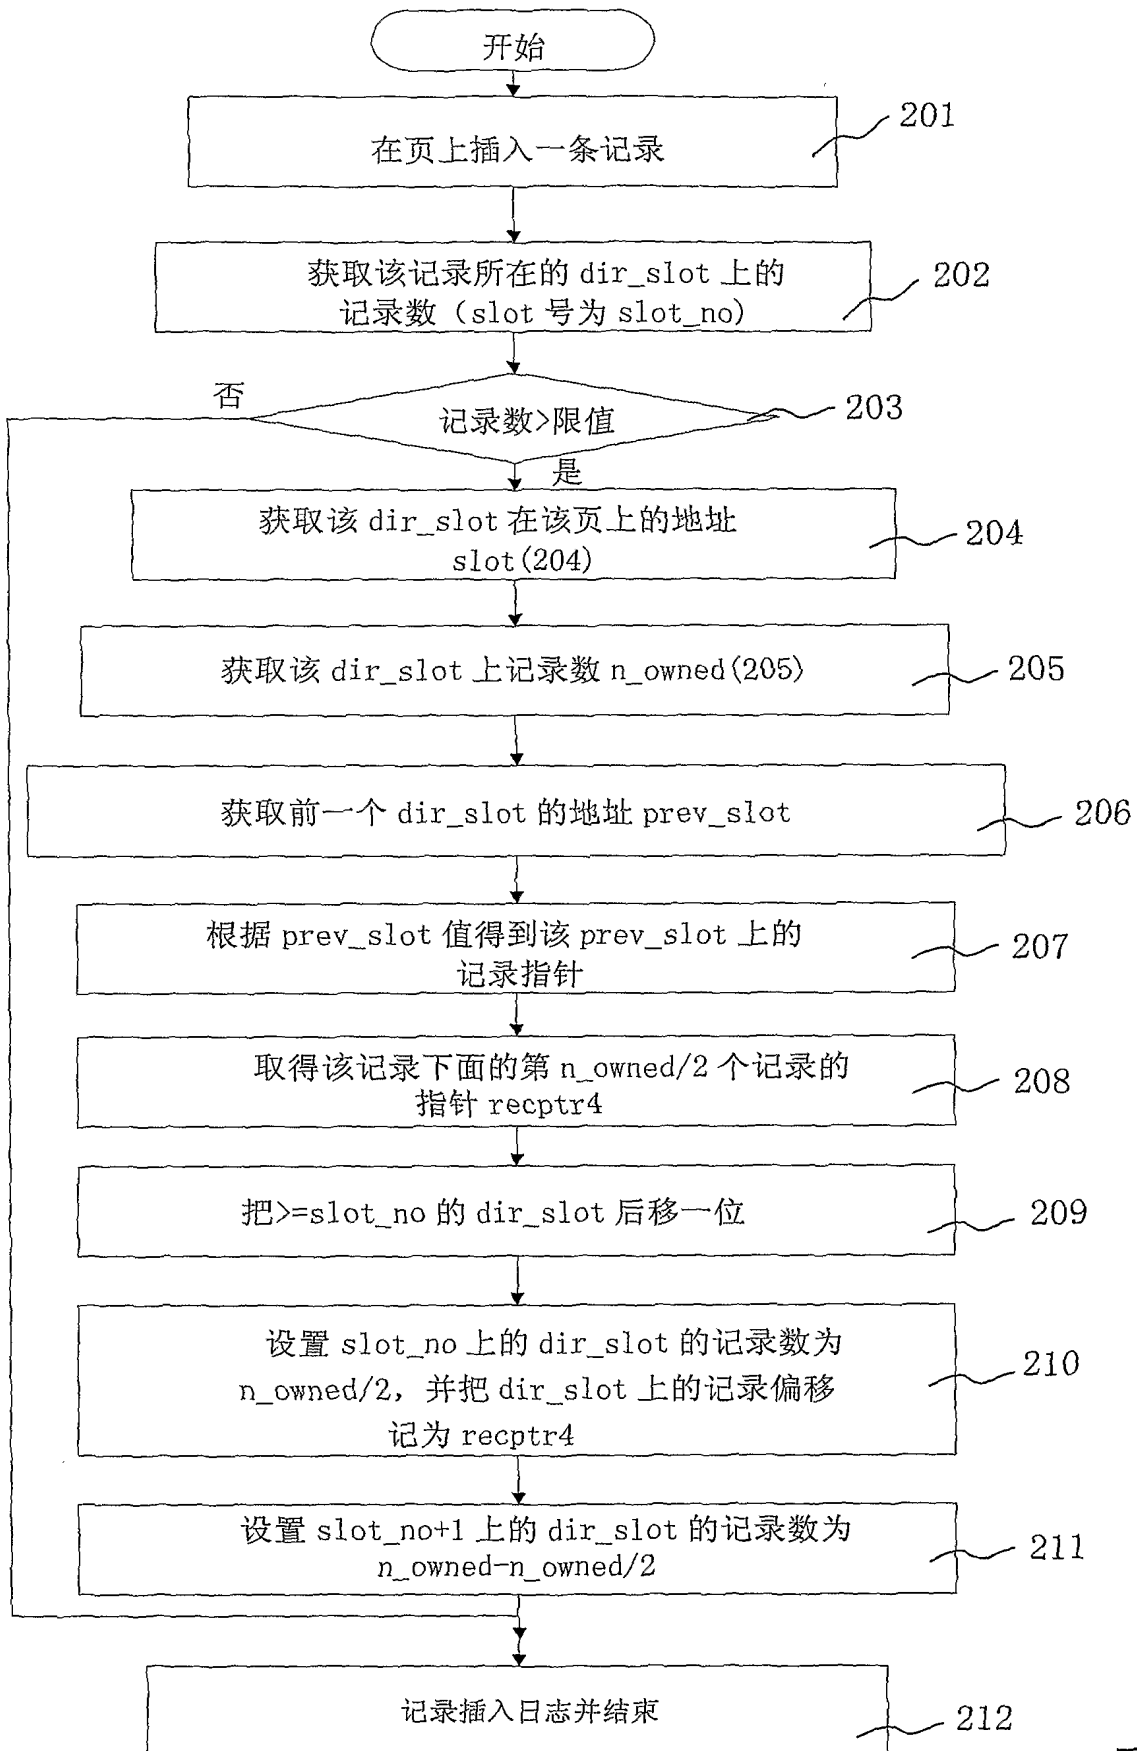 开始
在页上插入一条记录
201
获取该记录所在的 dir_slot 上的
记录数（slot 号为 slot_no)
202
否
记录数>限值
203
是
获取该 dir_slot 在该页上的地址
slot(204)
204
获取该 dir_slot 上记录数 n_owned(205)
205
获取前一个 dir_slot 的地址 prev_slot
206
根据 prev_slot 值得到该 prev_slot 上的
记录指针
207
取得该记录下面的第 n_owned/2 个记录的
指针 recptr4
208
把>=slot_no 的 dir_slot 后移一位
209
设置 slot_no 上的 dir_slot 的记录数为
n_owned/2，并把 dir_slot 上的记录偏移
记为 recptr4
210
设置 slot_no+1 上的 dir_slot 的记录数为
n_owned-n_owned/2
211
记录插入日志并结束
212